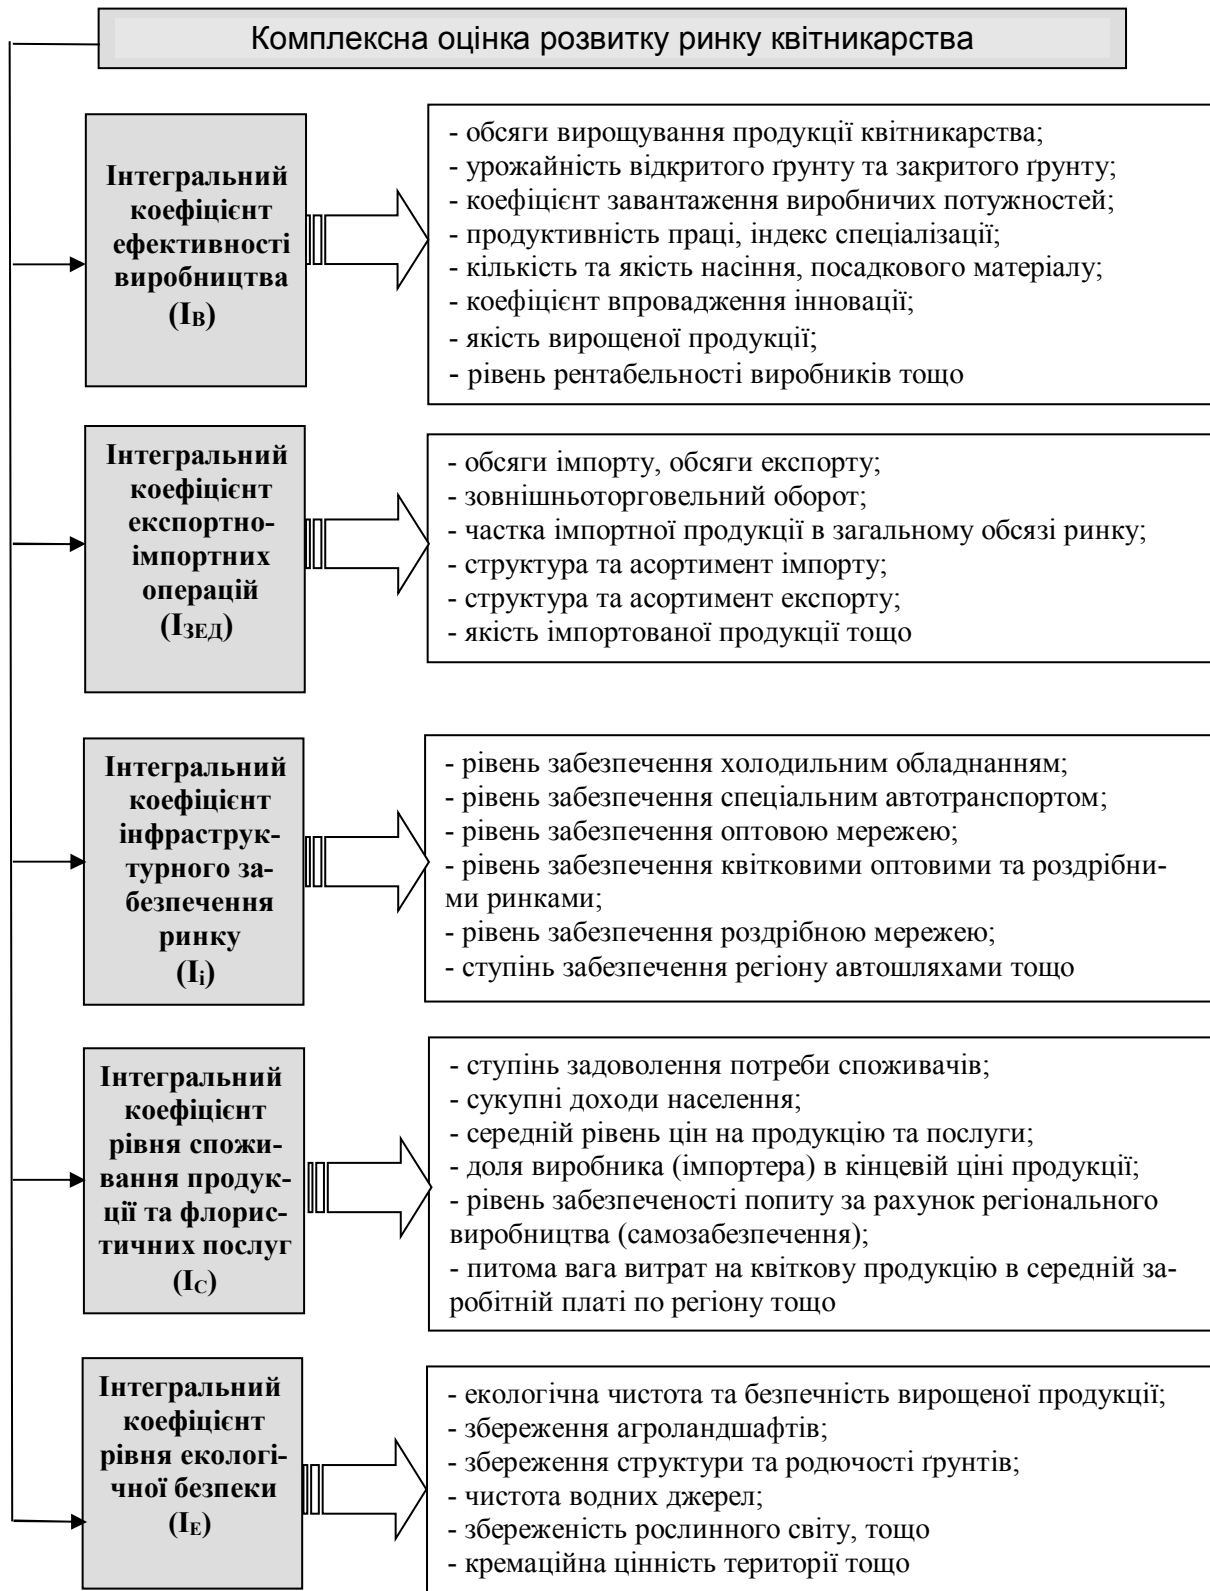 Комплексна оцінка розвитку ринку квітникарства
Інтегральний
коефіцієнт
ефективності
виробництва
(IВ)
- обсяги вирощування продукції квітникарства;
- урожайність відкритого ґрунту та закритого ґрунту;
- коефіцієнт завантаження виробничих потужностей;
- продуктивність праці, індекс спеціалізації;
- кількість та якість насіння, посадкового матеріалу;
- коефіцієнт впровадження інновації;
- якість вирощеної продукції;
- рівень рентабельності виробників тощо
Інтегральний
коефіцієнт
експортно-
імпортних
операцій
(IЗЕД)
- обсяги імпорту, обсяги експорту;
- зовнішньоторговельний оборот;
- частка імпортної продукції в загальному обсязі ринку;
- структура та асортимент імпорту;
- структура та асортимент експорту;
- якість імпортованої продукції тощо
Інтегральний
коефіцієнт
інфраструк-
турного за-
безпечення
ринку
(Ii)
- рівень забезпечення холодильним обладнанням;
- рівень забезпечення спеціальним автотранспортом;
- рівень забезпечення оптовою мережею;
- рівень забезпечення квітковими оптовими та роздрібни-
ми ринками;
- рівень забезпечення роздрібною мережею;
- ступінь забезпечення регіону автошляхами тощо
Інтегральний
коефіцієнт
рівня спожи-
вання продук-
ції та флорис-
тичних послуг
(IС)
- ступінь задоволення потреби споживачів;
- сукупні доходи населення;
- середній рівень цін на продукцію та послуги;
- доля виробника (імпортера) в кінцевій ціні продукції;
- рівень забезпеченості попиту за рахунок регіонального
виробництва (самозабезпечення);
- питома вага витрат на квіткову продукцію в середній за-
робітній платі по регіону тощо
Інтегральний
коефіцієнт
рівня екологі-
чної безпеки
(IЕ)
- екологічна чистота та безпечність вирощеної продукції;
- збереження агроландшафтів;
- збереження структури та родючості ґрунтів;
- чистота водних джерел;
- збереженість рослинного світу, тощо
- кремаційна цінність території тощо